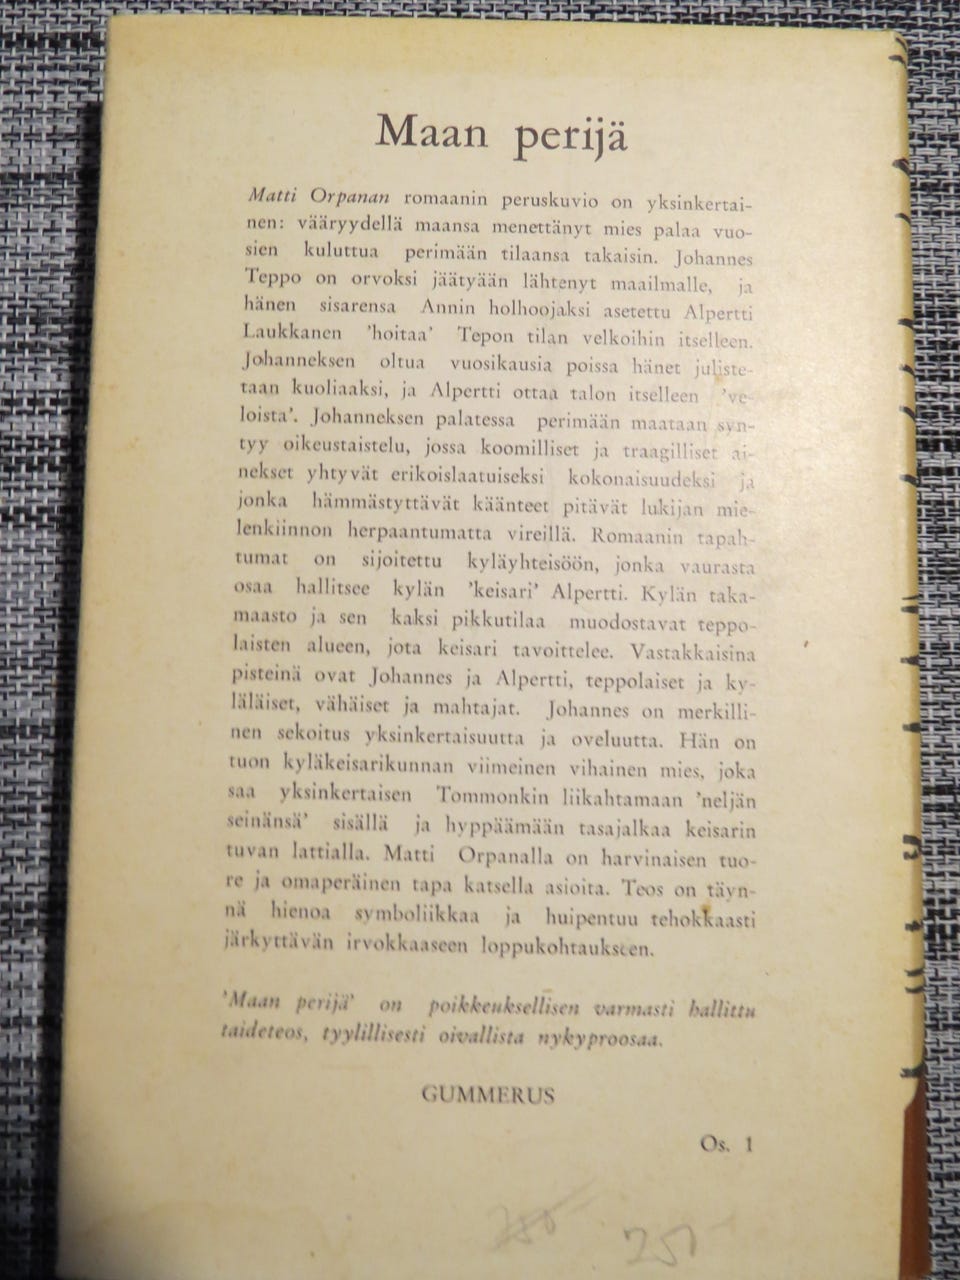 Maan perijä
Matti Orpanan romaanin peruskuvio on yksinkertai-
nen: vääryydellä maansa menettänyt mies palaa vuo-
sien kuluttua perimään tilaansa takaisin. Johannes
Teppo on orvoksi jäätyään lähtenyt maailmalle, ja
hänen sisarensa Annin holhoojaksi asetettu Alpertti
Laukkanen 'hoitaa' Tepon tilan velkoihin itselleen.
Johanneksen oltua vuosikausia poissa hänet juliste-
taan kuoliaaksi, ja Alpertti ottaa talon itselleen 've-
loista'. Johanneksen palatessa perimään maataan syn-
tyy oikeustaistelu, jossa koomilliset ja traagilliset ai-
nekset yhtyvät erikoislaatuiseksi kokonaisuudeksi ja
jonka hämmästyttävät käänteet pitävät lukijan mie-
lenkiinnon herpaantumatta vireillä. Romaanin tapah-
tumat on sijoitettu kyläyhteisöön, jonka vaurasta
osaa hallitsee kylän 'keisari' Alpertti. Kylän taka-
maasto ja sen kaksi pikkutilaa muodostavat teppo-
laisten alueen, jota keisari tavoittelee. Vastakkaisina
pisteinä ovat Johannes ja Alpertti, teppolaiset ja ky-
läläiset, vähäiset ja mahtajat. Johannes on merkilli-
nen sekoitus yksinkertaisuutta ja oveluutta. Hän on
tuon kyläkeisarikunnan viimeinen vihainen mies, joka
saa yksinkertaisen Tommonkin liikahtamaan 'neljän
seinänsä' sisällä ja hyppäämään tasajalkaa keisarin
tuvan lattialla. Matti Orpanalla on harvinaisen tuo-
re ja omaperäinen tapa katsella asioita. Teos on täyn-
nä hienoa symboliikkaa ja huipentuu tehokkaasti
järkyttävän irvokkaaseen loppukohtaukseen.
'Maan perijä' on poikkeuksellisen varmasti hallittu
taideteos, tyylillisesti oivallista nykyproosaa.
GUMMERUS
Os. 1